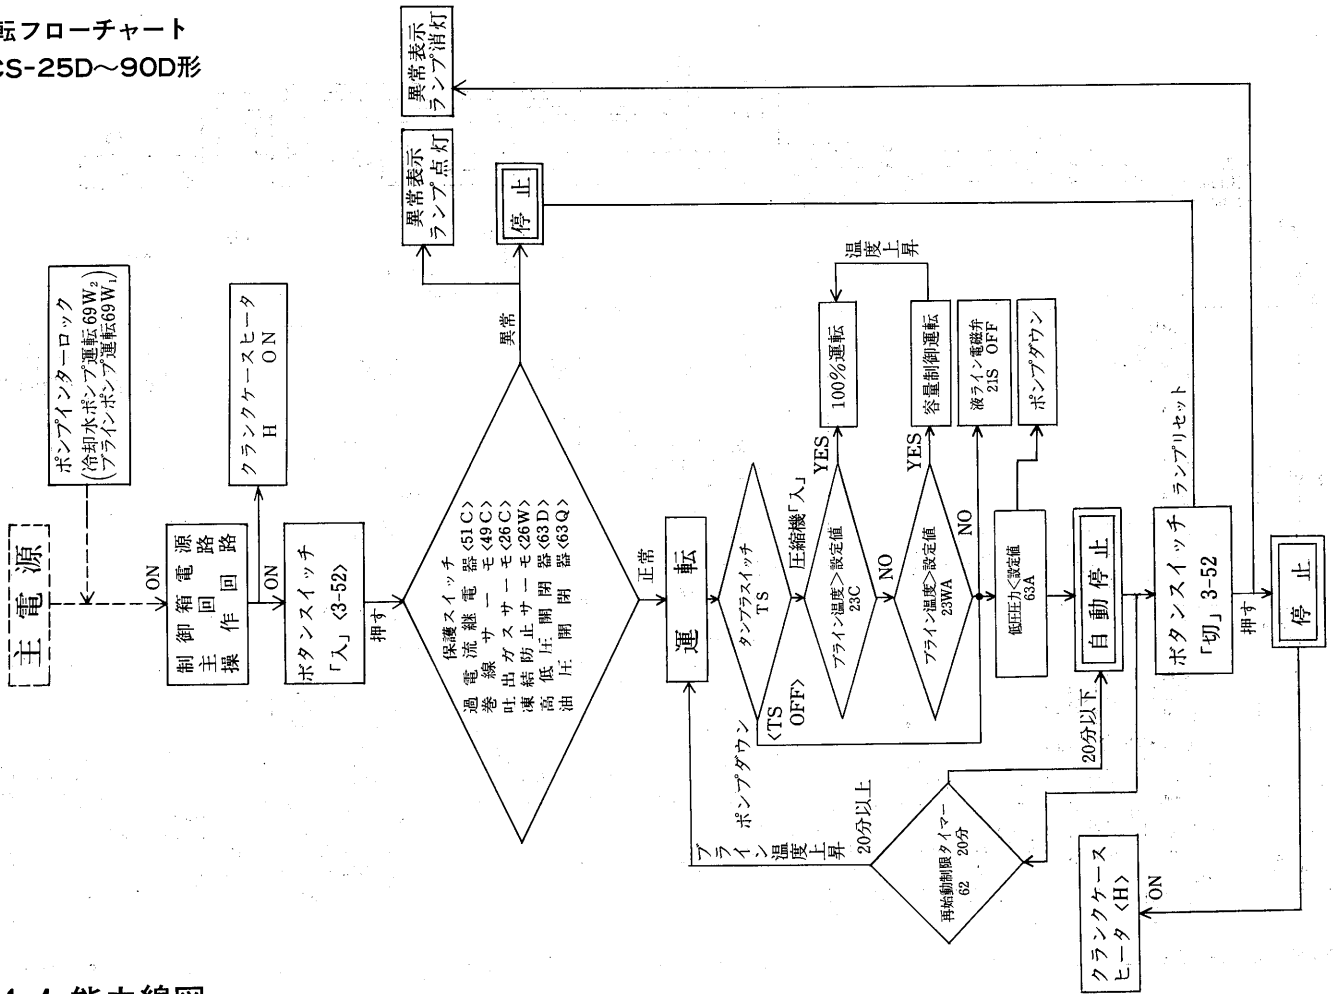 転フローチャート
CS-25D～90D形
主電源
ポンプインターロック
(冷却水ポンプ運転69W₂
ブラインポンプ運転69W₁)
ON
制御箱電源
主回路
操作回路
クランクケースヒータ
H ON
ON
ボタンスイッチ
「入」<3-52>
押す
保護スイッチ
過電流継電器<51C>
巻線サーモ<49C>
吐出ガスサーモ<26C>
凍結防止サーモ<26W>
高低圧開閉器<63D>
油圧開閉器<63Q>
異常
異常表示
ランプ点灯
異常表示
ランプ消灯
停止
正常
運転
タンプラスイッチ
TS
圧縮機「入」
<TS
OFF>
ポンプダウン
ブライン温度>設定値
23C
YES
100%運転
NO
ブライン温度>設定値
23WA
YES
容量制御運転
温度上昇
NO
液ライン電磁弁
21S OFF
低圧圧力<設定値
63A
ポンプダウン
自動停止
20分以下
再始動制限タイマー
62 20分
20分以上
ブライン
温度上昇
ボタンスイッチ
「切」3-52
ランプリセット
押す
停止
クランクケース
ヒータ<H>
ON